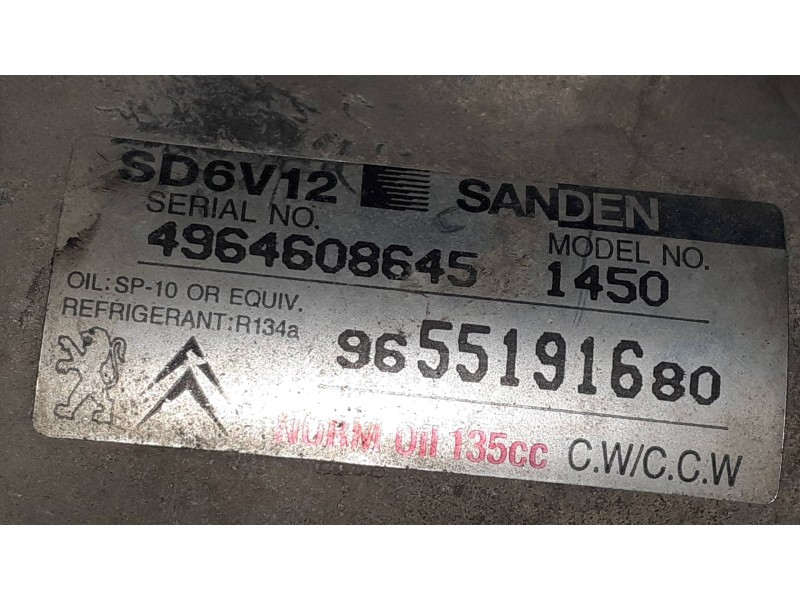 SD6V12 SANDEN
SERIAL NO. MODEL NO.
4964608645 1450
OIL:SP-10 OR EQUIV.
REFRIGERANT:R134a
9655191680
NORM Oil 135cc C.W/C.C.W